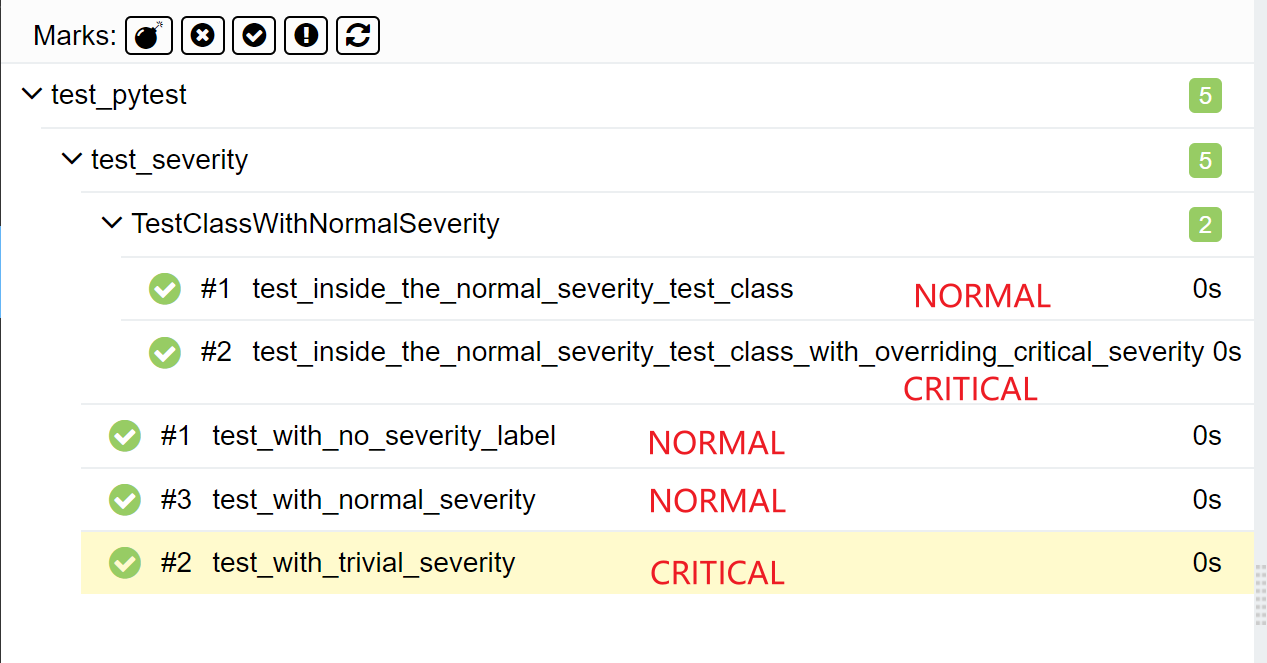 Marks:
test_pytest 5
test_severity 5
TestClassWithNormalSeverity 2
#1 test_inside_the_normal_severity_test_class NORMAL 0s
#2 test_inside_the_normal_severity_test_class_with_overriding_critical_severity 0s
CRITICAL
#1 test_with_no_severity_label NORMAL 0s
#3 test_with_normal_severity NORMAL 0s
#2 test_with_trivial_severity CRITICAL 0s